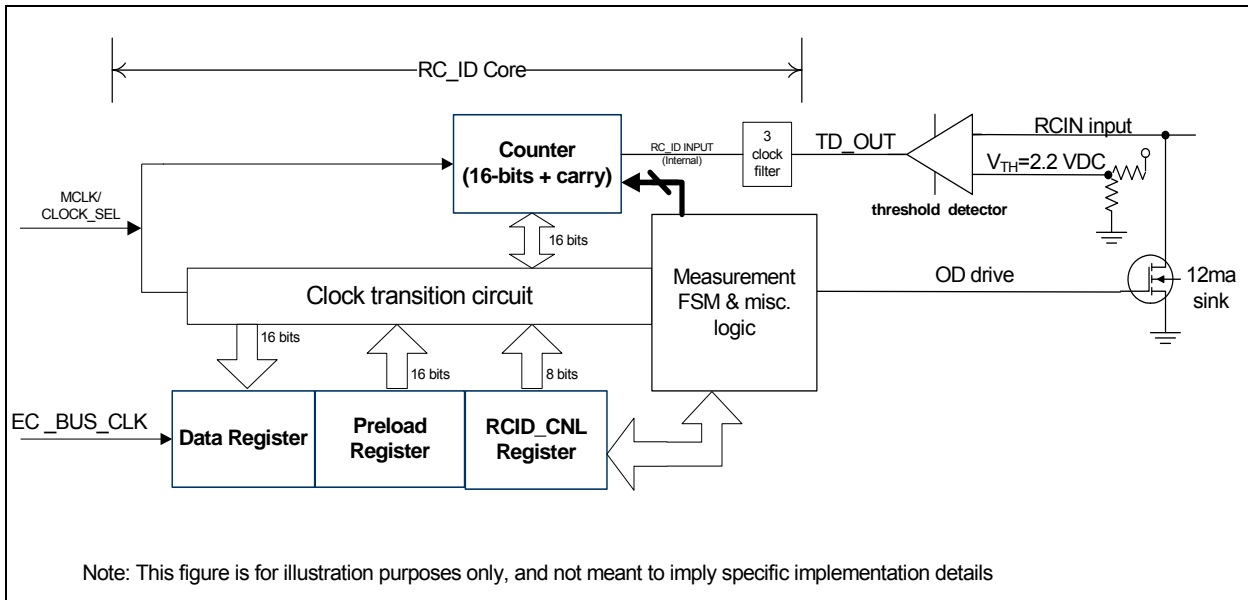 RC_ID Core
Counter
(16-bits + carry)
RC_ID INPUT
(Internal)
3
clock
filter
TD_OUT
RCIN input
VTH=2.2 VDC
threshold detector
MCLK/
CLOCK_SEL
16 bits
Clock transition circuit
Measurement
FSM & misc.
logic
OD drive
12ma
sink
16 bits
16 bits
8 bits
EC _BUS_CLK
Data Register
Preload
Register
RCID_CNL
Register
Note: This figure is for illustration purposes only, and not meant to imply specific implementation details